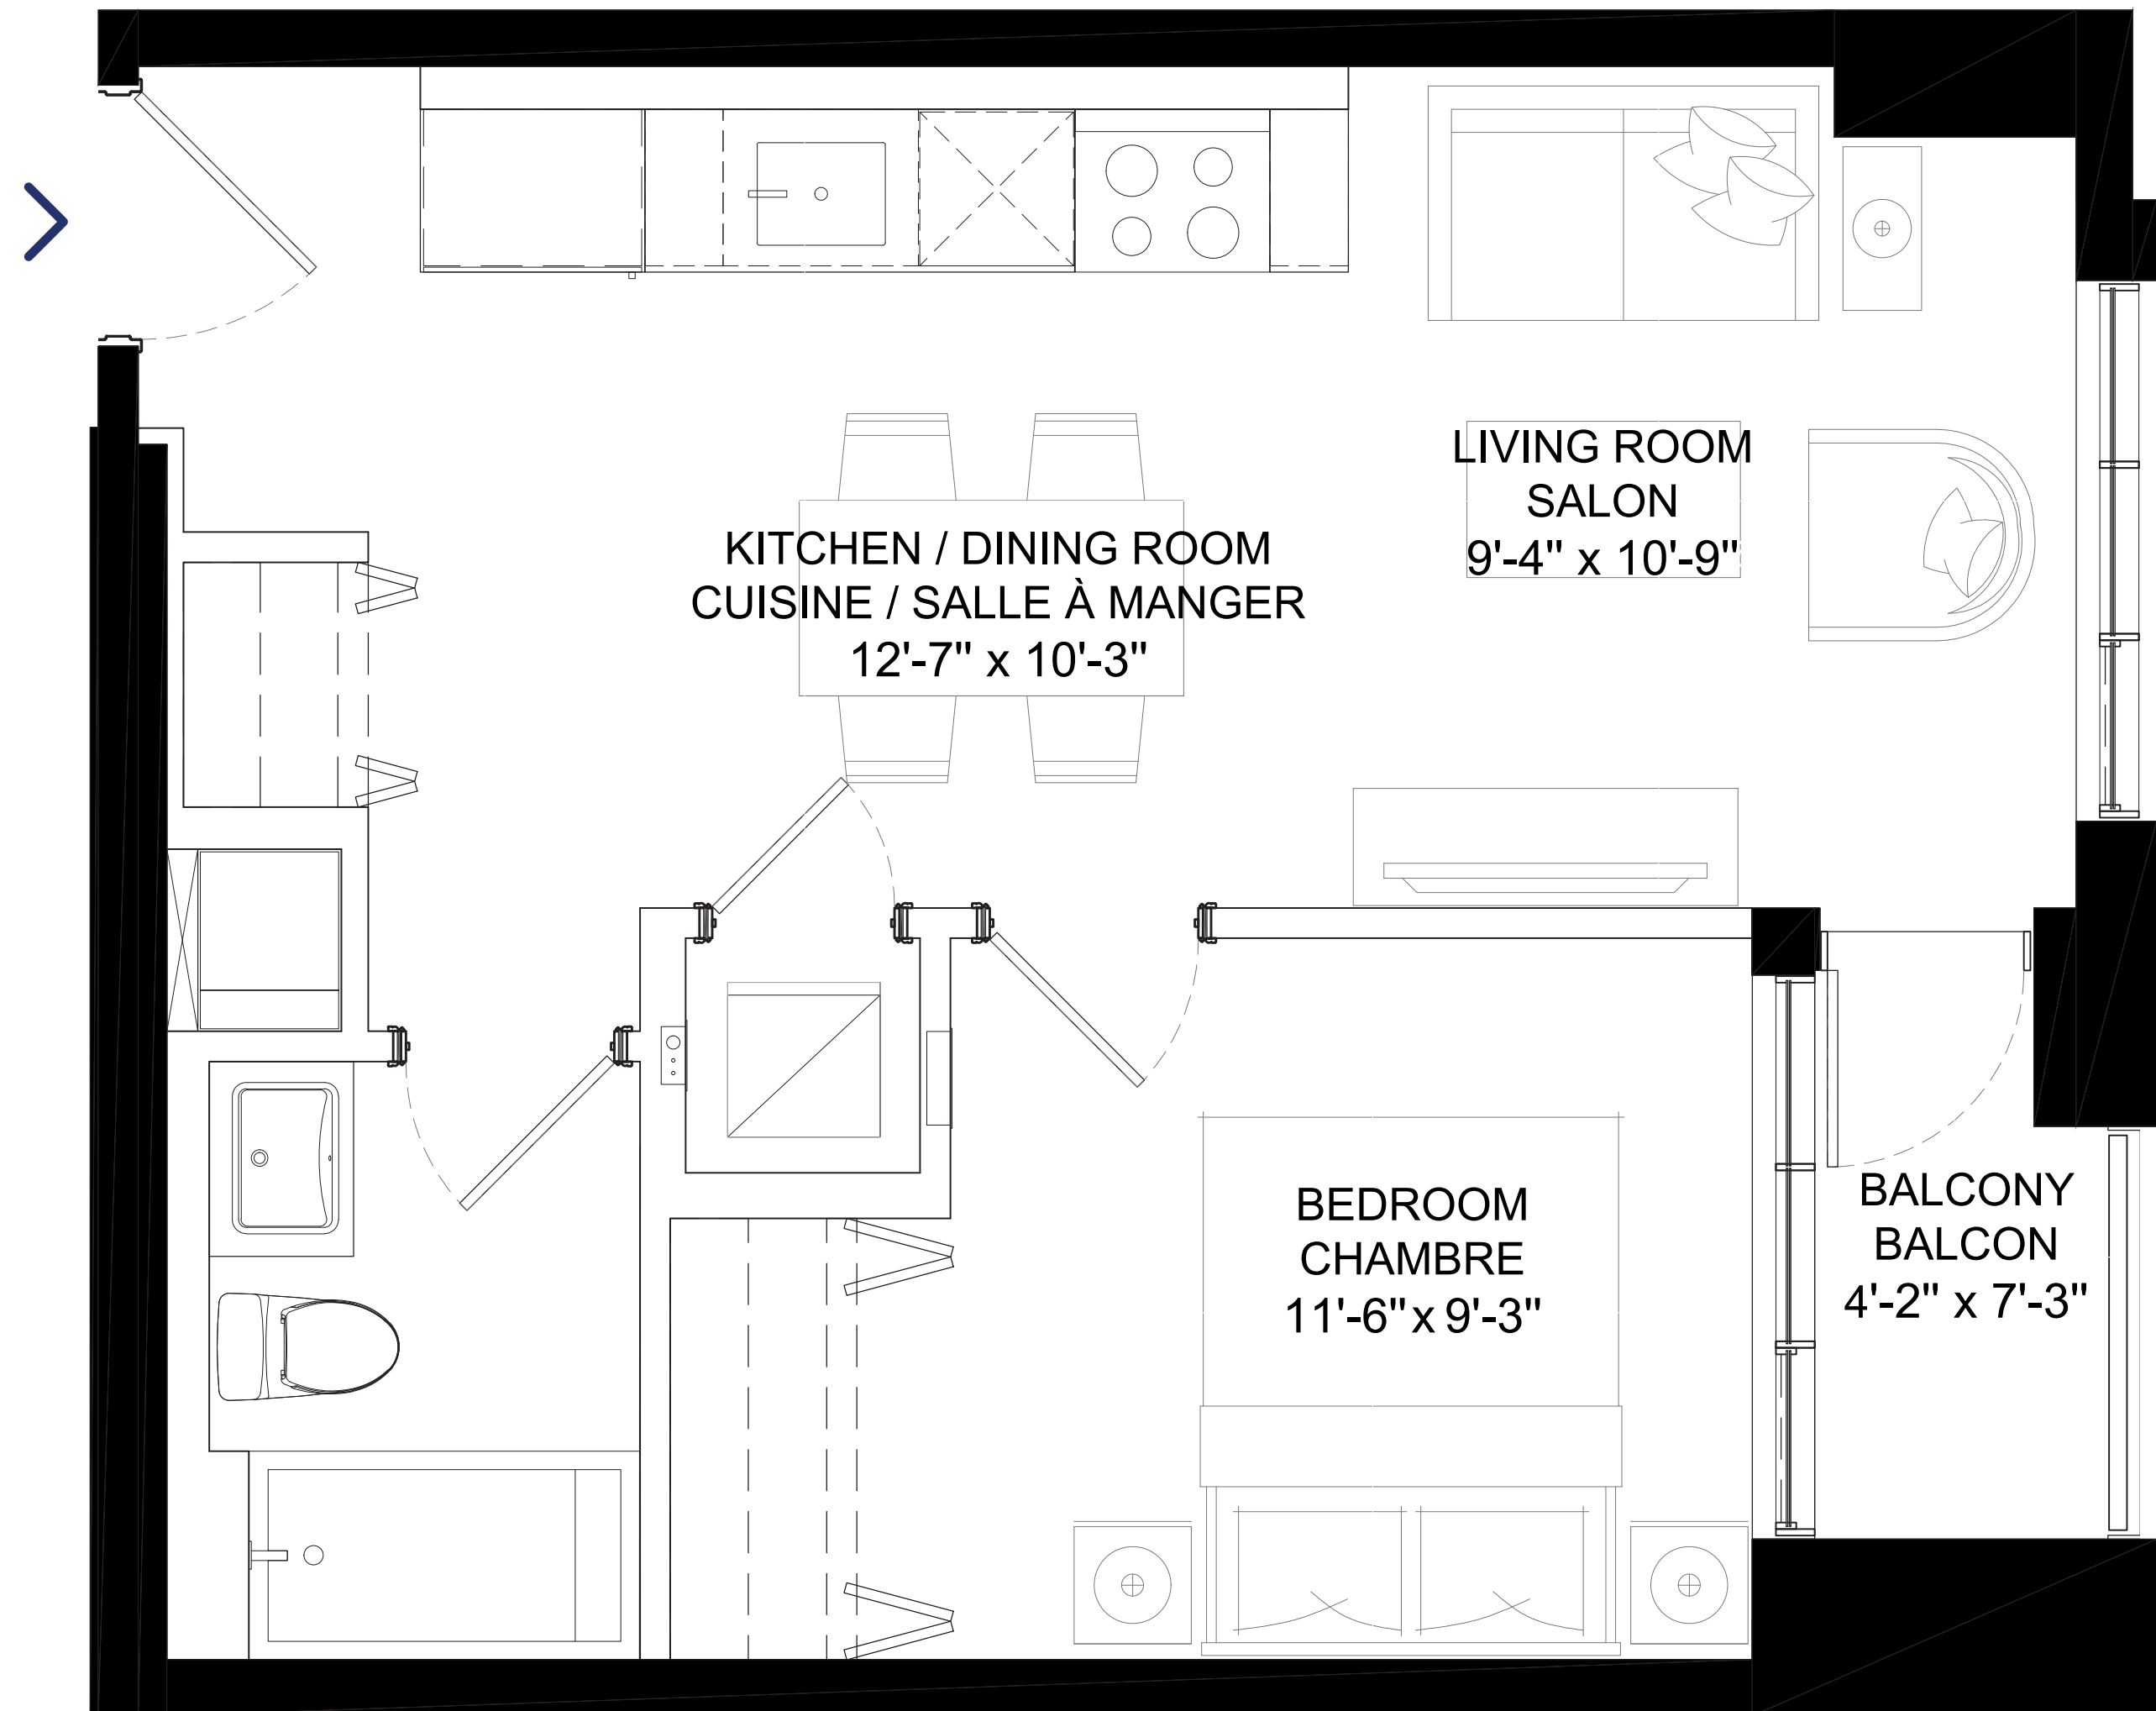 KITCHEN / DINING ROOM
CUISINE / SALLE À MANGER
12'-7" x 10'-3"
LIVING ROOM
SALON
9'-4" x 10'-9"
BEDROOM
CHAMBRE
11'-6" x 9'-3"
BALCONY
BALCON
4'-2" x 7'-3"